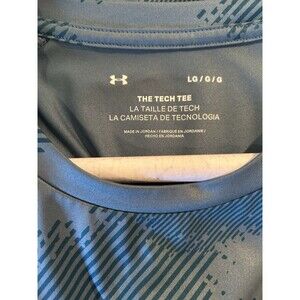 LG / G / G
THE TECH TEE
LA TAILLE DE TECH
LA CAMISETA DE TECNOLOGIA
MADE IN JORDAN / FABRIQUÉ EN JORDANIE /
HECHO EN JORDANIA